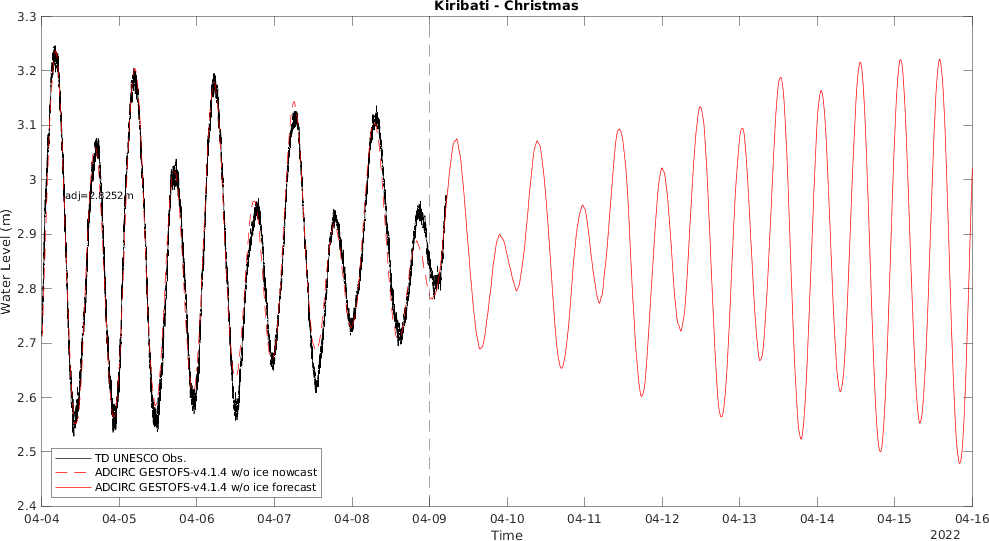 Kiribati - Christmas
3.3
3.2
3.1
3
2.9
2.8
2.7
2.6
2.5
2.4
Water Level (m)
adj=2.8252m
TD UNESCO Obs.
ADCIRC GESTOFS-v4.1.4 w/o ice nowcast
ADCIRC GESTOFS-v4.1.4 w/o ice forecast
04-04 04-05 04-06 04-07 04-08 04-09 04-10 04-11 04-12 04-13 04-14 04-15 04-16
Time
2022